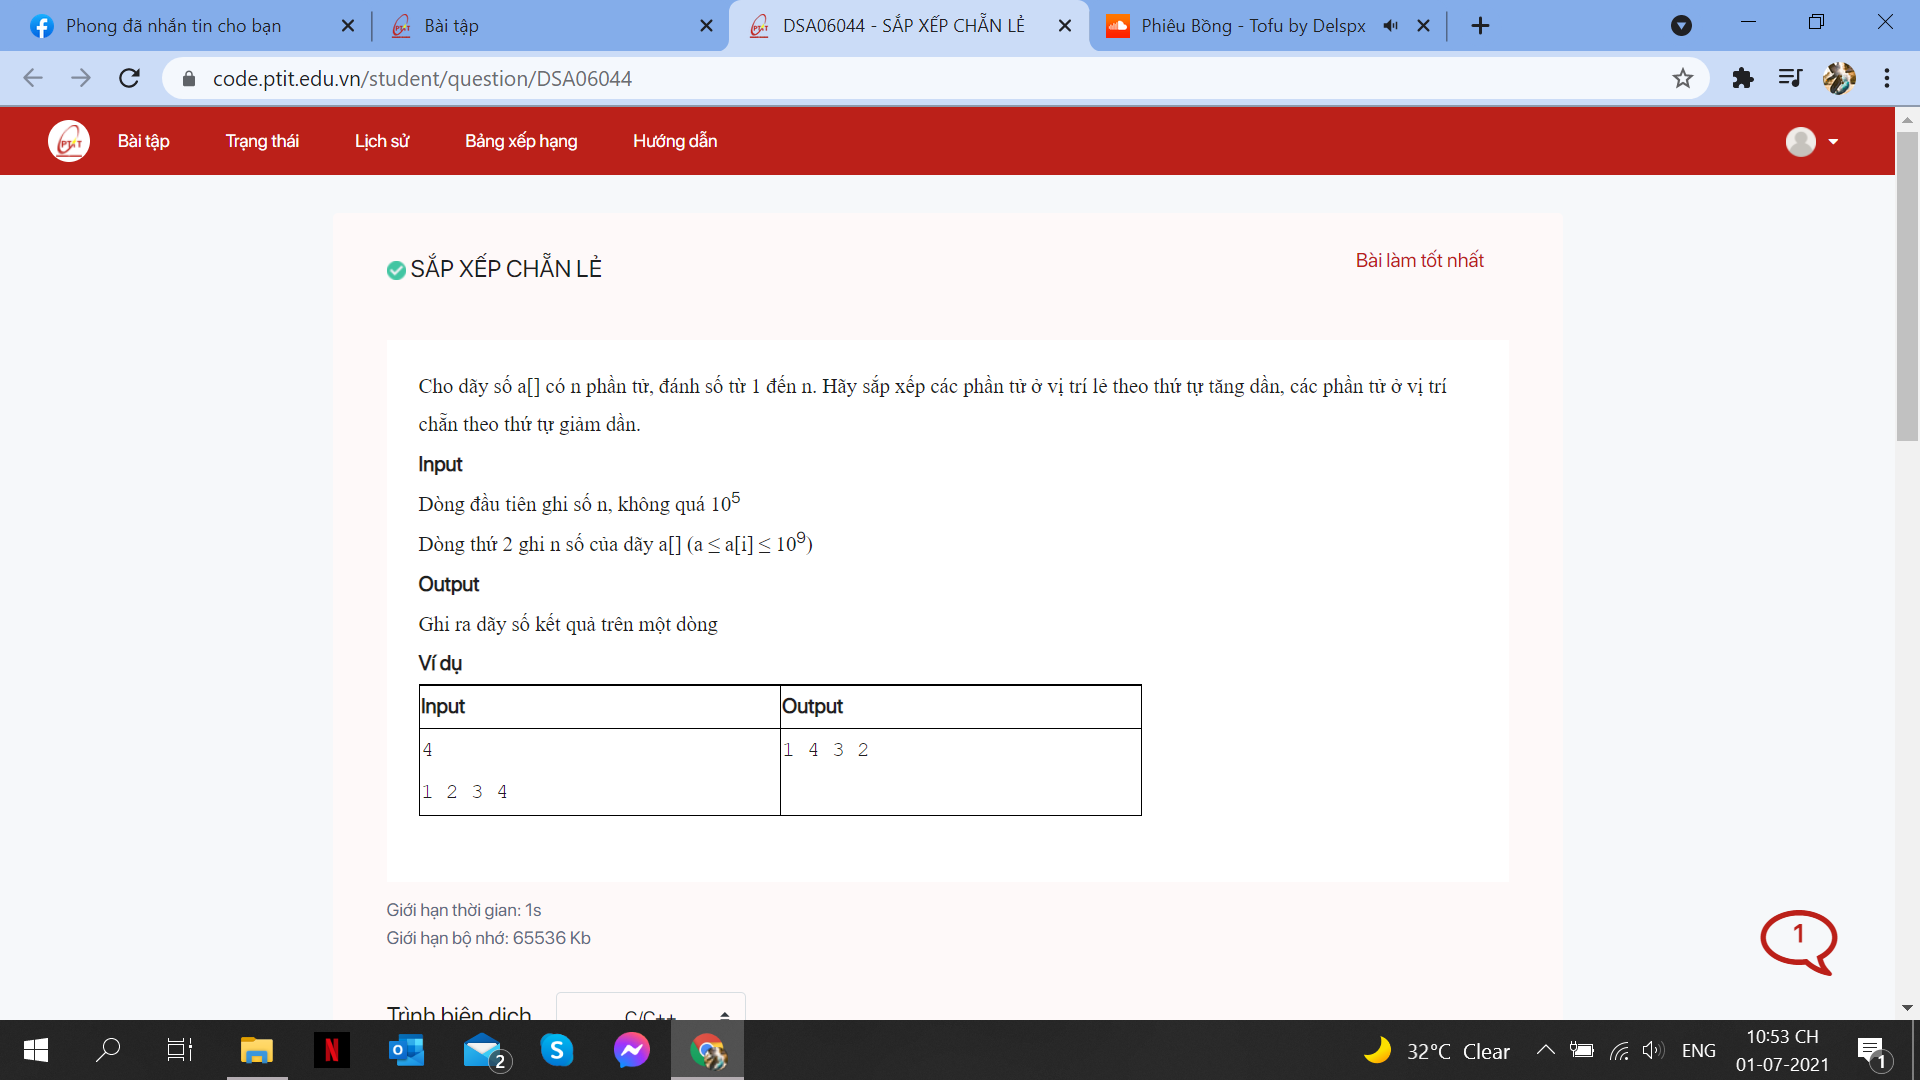 Phong đã nhắn tin cho bạn
Bài tập
DSA06044 - SẮP XẾP CHẴN LẺ
Phiêu Bồng - Tofu by Delspx
code.ptit.edu.vn/student/question/DSA06044
PTIT
Bài tập
Trạng thái
Lịch sử
Bảng xếp hạng
Hướng dẫn
SẮP XẾP CHẴN LẺ
Bài làm tốt nhất
Cho dãy số a[] có n phần tử, đánh số từ 1 đến n. Hãy sắp xếp các phần tử ở vị trí lẻ theo thứ tự tăng dần, các phần tử ở vị trí
chẵn theo thứ tự giảm dần.
Input
Dòng đầu tiên ghi số n, không quá 10⁵
Dòng thứ 2 ghi n số của dãy a[] (a ≤ a[i] ≤ 10⁹)
Output
Ghi ra dãy số kết quả trên một dòng
Ví dụ
Input Output
4 1 4 3 2
1 2 3 4
Giới hạn thời gian: 1s
Giới hạn bộ nhớ: 65536 Kb
1
Trình biên dịch C/C++
N
2
32°C Clear
ENG
10:53 CH
01-07-2021
1